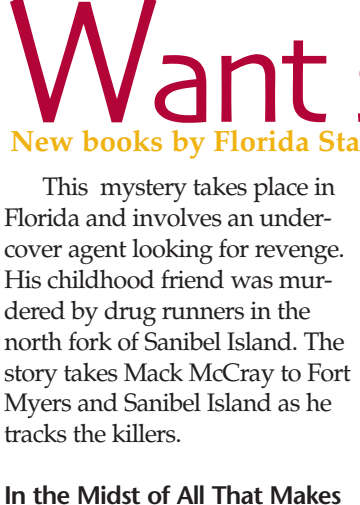 Want
New books by Florida Sta
This mystery takes place in
Florida and involves an under-
cover agent looking for revenge.
His childhood friend was mur-
dered by drug runners in the
north fork of Sanibel Island. The
story takes Mack McCray to Fort
Myers and Sanibel Island as he
tracks the killers.
In the Midst of All That Makes